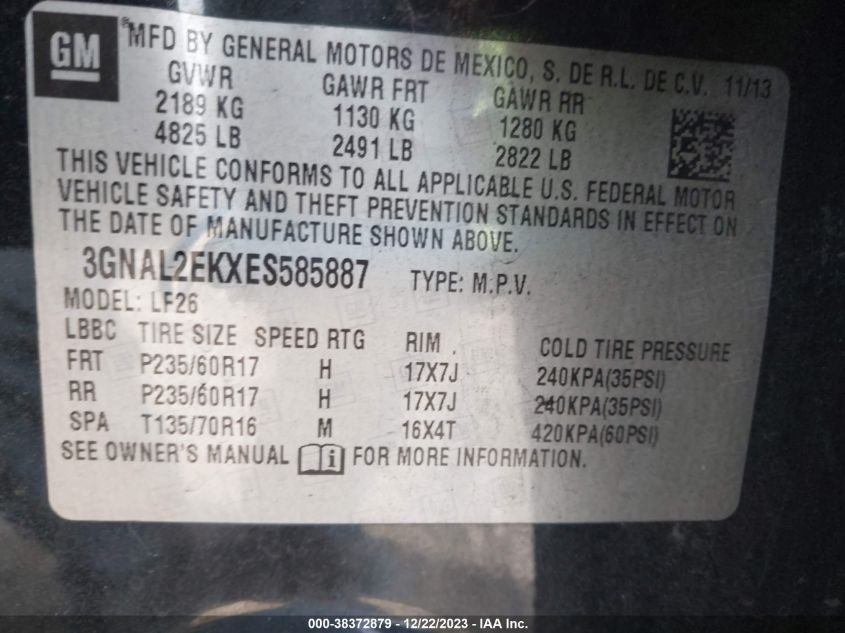 GM
®MFD BY GENERAL MOTORS DE MEXICO, S. DE R.L. DE C.V. 11/13
GVWR GAWR FRT GAWR RR
2189 KG 1130 KG 1280 KG
4825 LB 2491 LB 2822 LB
THIS VEHICLE CONFORMS TO ALL APPLICABLE U.S. FEDERAL MOTOR
VEHICLE SAFETY AND THEFT PREVENTION STANDARDS IN EFFECT ON
THE DATE OF MANUFACTURE SHOWN ABOVE.
3GNAL2EKXES585887 TYPE: M.P.V.
MODEL: LF26
LBBC TIRE SIZE SPEED RTG RIM COLD TIRE PRESSURE
FRT P235/60R17 H 17X7J 240KPA(35PSI)
RR P235/60R17 H 17X7J 240KPA(35PSI)
SPA T135/70R16 M 16X4T 420KPA(60PSI)
SEE OWNER'S MANUAL i FOR MORE INFORMATION.
000-38372879 - 12/22/2023 - IAA Inc.